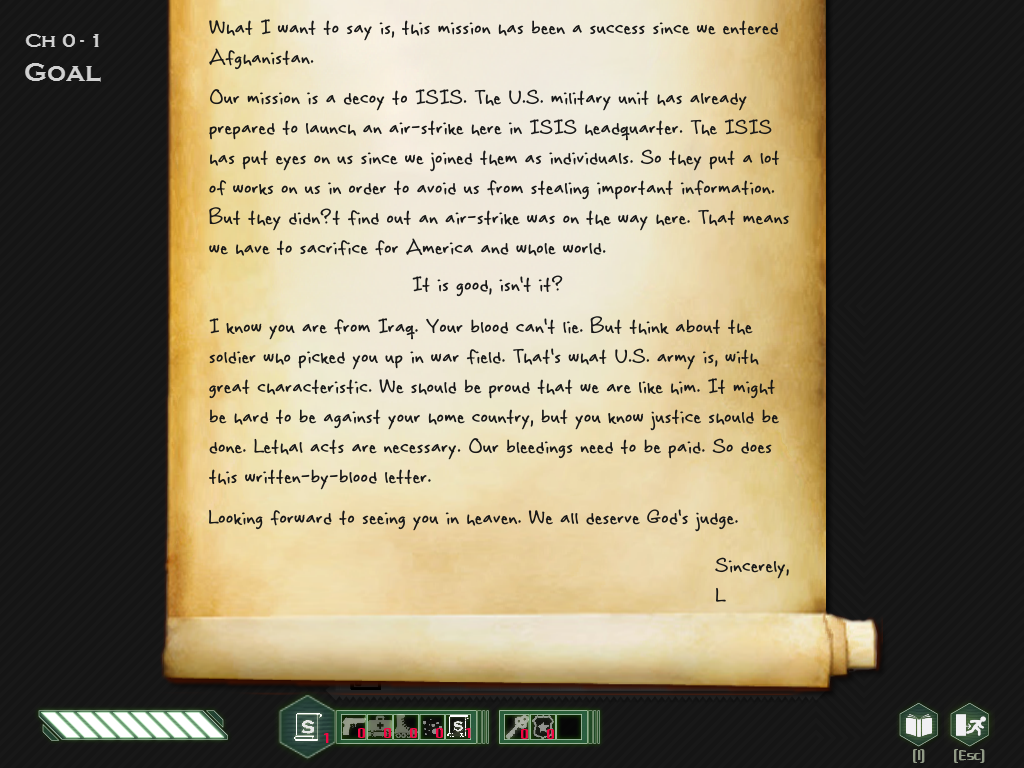 CH 0 - 1
GOAL
What I want to say is, this mission has been a success since we entered
Afghanistan.
Our mission is a decoy to ISIS. The U.S. military unit has already
prepared to launch an air-strike here in ISIS headquarter. The ISIS
has put eyes on us since we joined them as individuals. So they put a lot
of works on us in order to avoid us from stealing important information.
But they didn?t find out an air-strike was on the way here. That means
we have to sacrifice for America and whole world.
It is good, isn't it?
I know you are from Iraq. Your blood can't lie. But think about the
soldier who picked you up in war field. That's what U.S. army is, with
great characteristic. We should be proud that we are like him. It might
be hard to be against your home country, but you know justice should be
done. Lethal acts are necessary. Our bleedings need to be paid. So does
this written-by-blood letter.
Looking forward to seeing you in heaven. We all deserve God's judge.
Sincerely,
L
S 1 0 0 0 0 S 1 0 0
(I) (Esc)